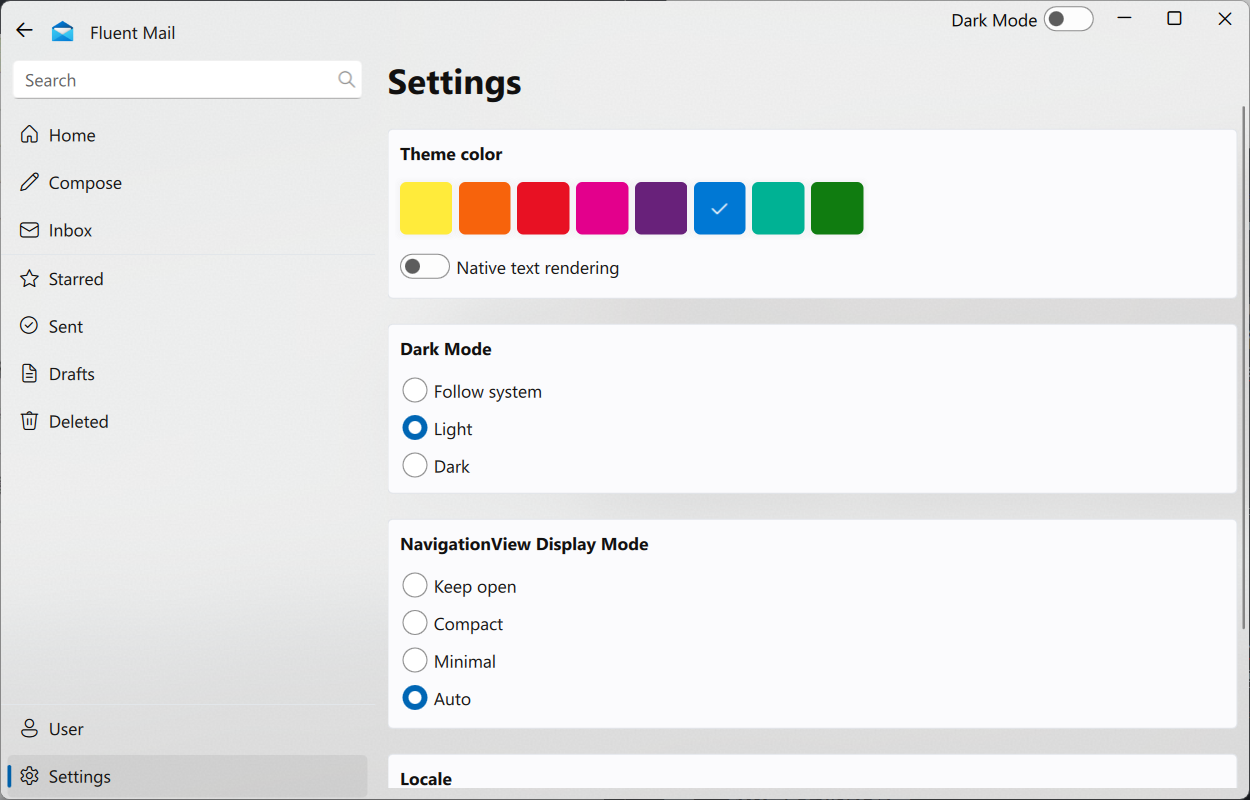 Fluent Mail
Dark Mode
Search
Home
Compose
Inbox
Starred
Sent
Drafts
Deleted
User
Settings
Settings
Theme color
Native text rendering
Dark Mode
Follow system
Light
Dark
NavigationView Display Mode
Keep open
Compact
Minimal
Auto
Locale